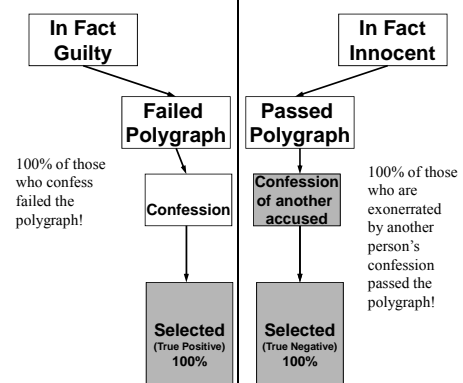 In Fact
Guilty
In Fact
Innocent
Failed
Polygraph
Passed
Polygraph
100% of those
who confess
failed the
polygraph!
Confession
Confession
of another
accused
100% of those
who are
exonerrated
by another
person's
confession
passed the
polygraph!
Selected
(True Positive)
100%
Selected
(True Negative)
100%